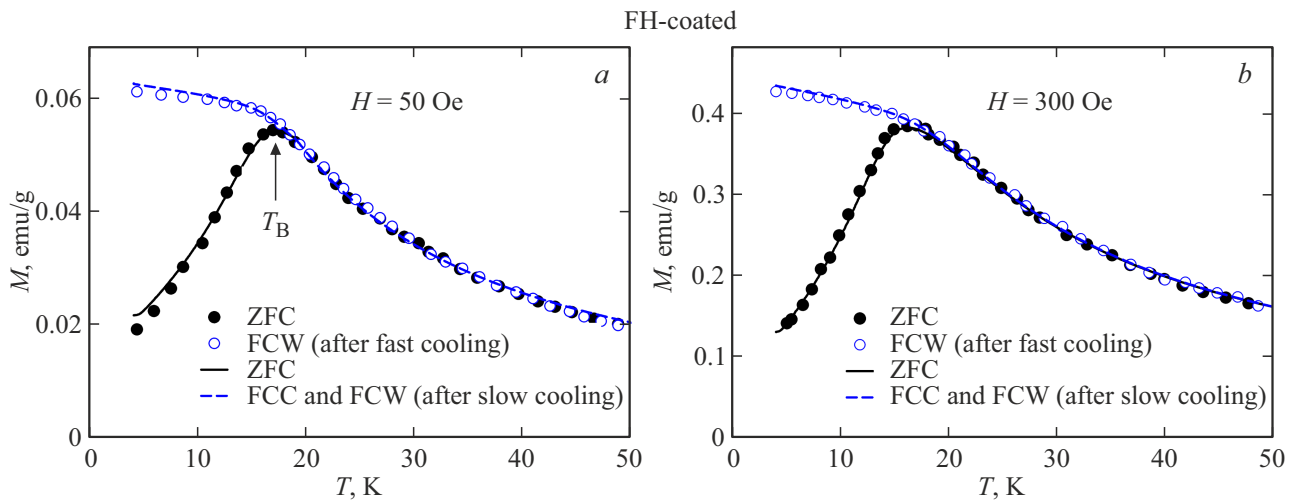 FH-coated
a
H = 50 Oe
0.06
0.04
0.02
0
M, emu/g
T_B
ZFC
FCW (after fast cooling)
ZFC
FCC and FCW (after slow cooling)
0 10 20 30 40 50
T, K
b
H = 300 Oe
0.4
0.3
0.2
0.1
0
M, emu/g
ZFC
FCW (after fast cooling)
ZFC
FCC and FCW (after slow cooling)
0 10 20 30 40 50
T, K